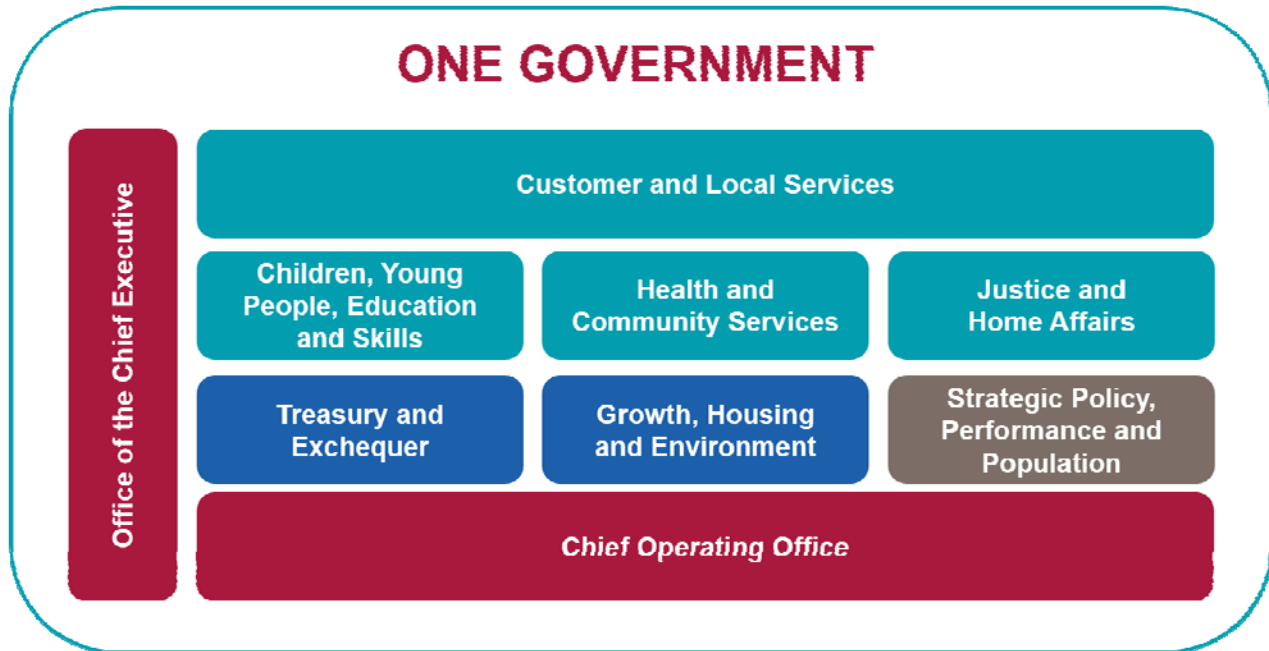 ONE GOVERNMENT
Office of the Chief Executive
Customer and Local Services
Children, Young
People, Education
and Skills
Health and
Community Services
Justice and
Home Affairs
Treasury and
Exchequer
Growth, Housing
and Environment
Strategic Policy,
Performance and
Population
Chief Operating Office